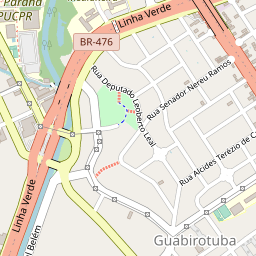 Paraná
PUCPR
Linha Verde
BR-476
Rua Deputado Leoberto Leal
Rua Senador Nereu Ramos
Rua Alcides Terézio de C
Linha Verde
Belém
Guabirotuba